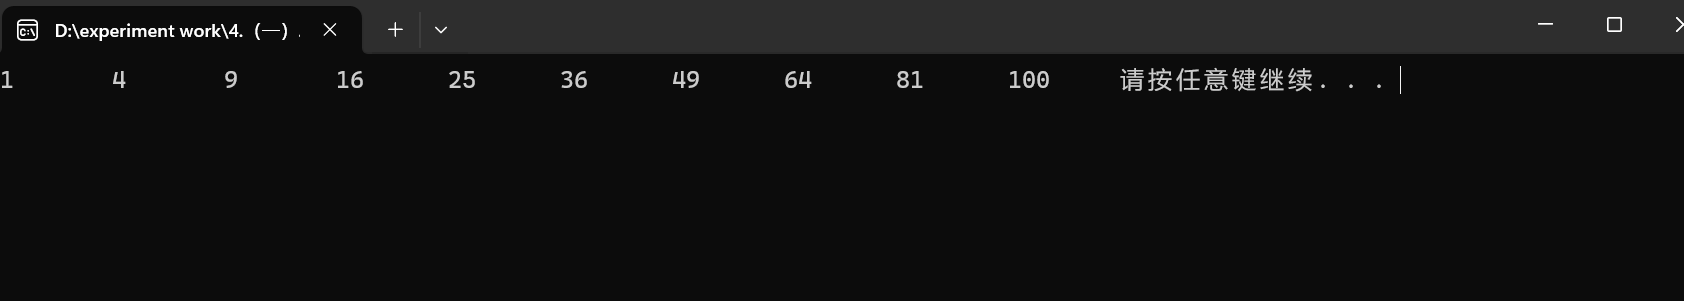 D:\experiment work\4.（一）.
1 4 9 16 25 36 49 64 81 100 请按任意键继续. . .